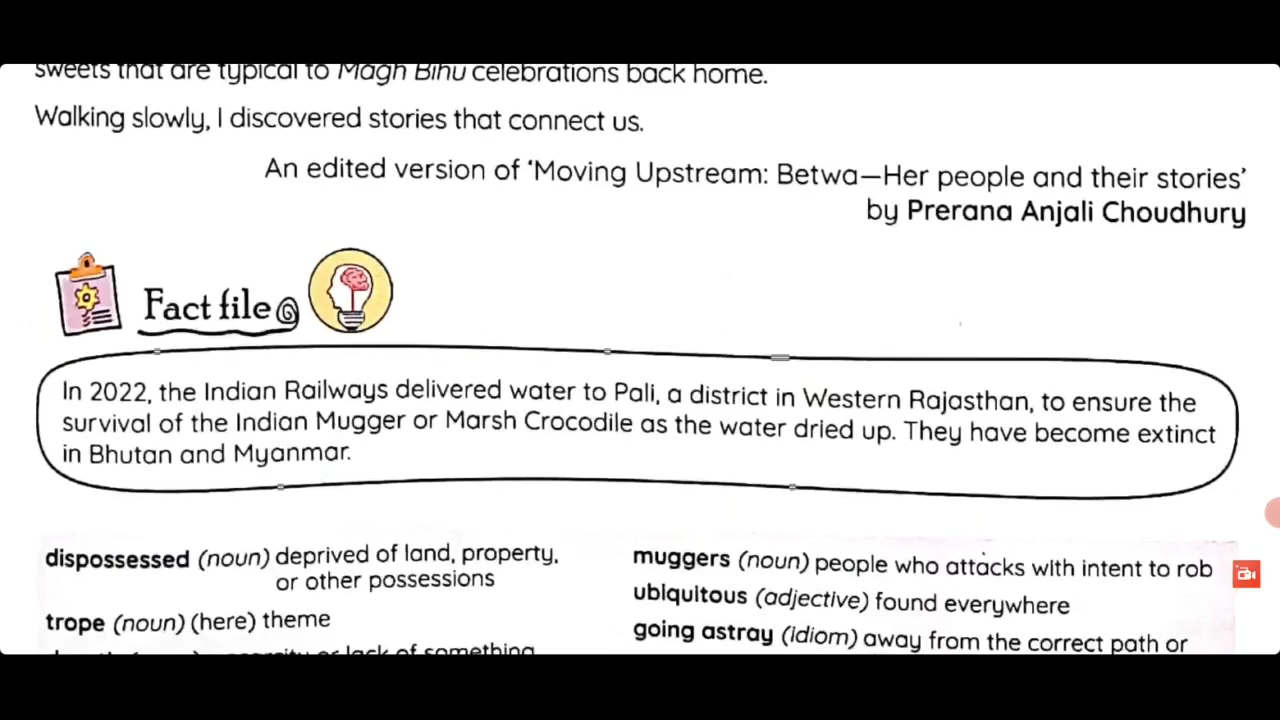 sweets that are typical to Magh Bihu celebrations back home.
Walking slowly, I discovered stories that connect us.
An edited version of ‘Moving Upstream: Betwa—Her people and their stories’
by Prerana Anjali Choudhury
Fact file
In 2022, the Indian Railways delivered water to Pali, a district in Western Rajasthan, to ensure the
survival of the Indian Mugger or Marsh Crocodile as the water dried up. They have become extinct
in Bhutan and Myanmar.
dispossessed (noun) deprived of land, property,
or other possessions
trope (noun) (here) theme
or lack of something
muggers (noun) people who attacks with intent to rob
ubiquitous (adjective) found everywhere
going astray (idiom) away from the correct path or